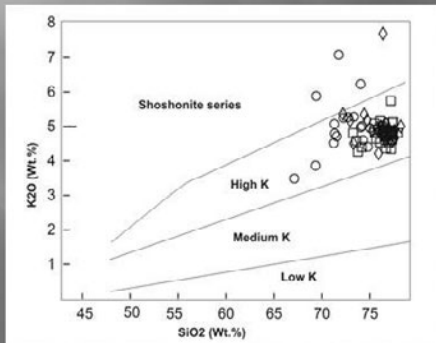 8
7
6
5
4
3
2
1
K2O (Wt.%)
Shoshonite series
High K
Medium K
Low K
45 50 55 60 65 70 75
SiO2 (Wt.%)